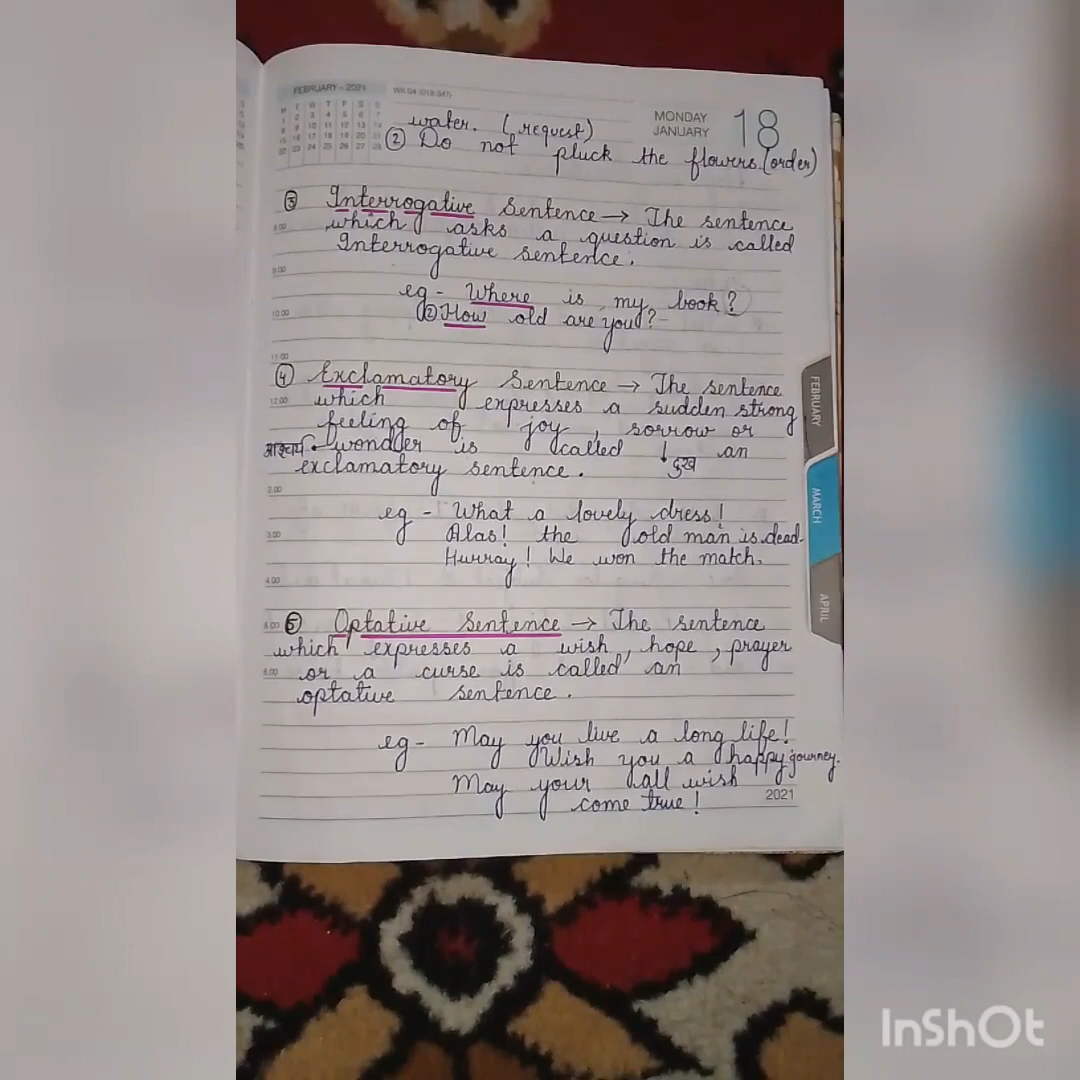 FEBRUARY - 2021
WK 04 (018-347)
MONDAY
JANUARY
18
water. (request)
② Do not pluck the flowers. (order)
③ Interrogative Sentence → The sentence
which asks a question is called
Interrogative sentence.
eg - Where is my book?
② How old are you?
④ Exclamatory Sentence → The sentence
which expresses a sudden strong
feeling of joy, sorrow or
आश्चर्य wonder is called ↓ an
दुख
exclamatory sentence.
eg - What a lovely dress!
Alas! the old man is dead.
Hurray! We won the match.
⑤ Optative Sentence → The sentence
which expresses a wish, hope, prayer
or a curse is called an
optative sentence.
eg - May you live a long life!
Wish you a happy journey.
May your all wish
come true!
2021
FEBRUARY
MARCH
APRIL
InShOt